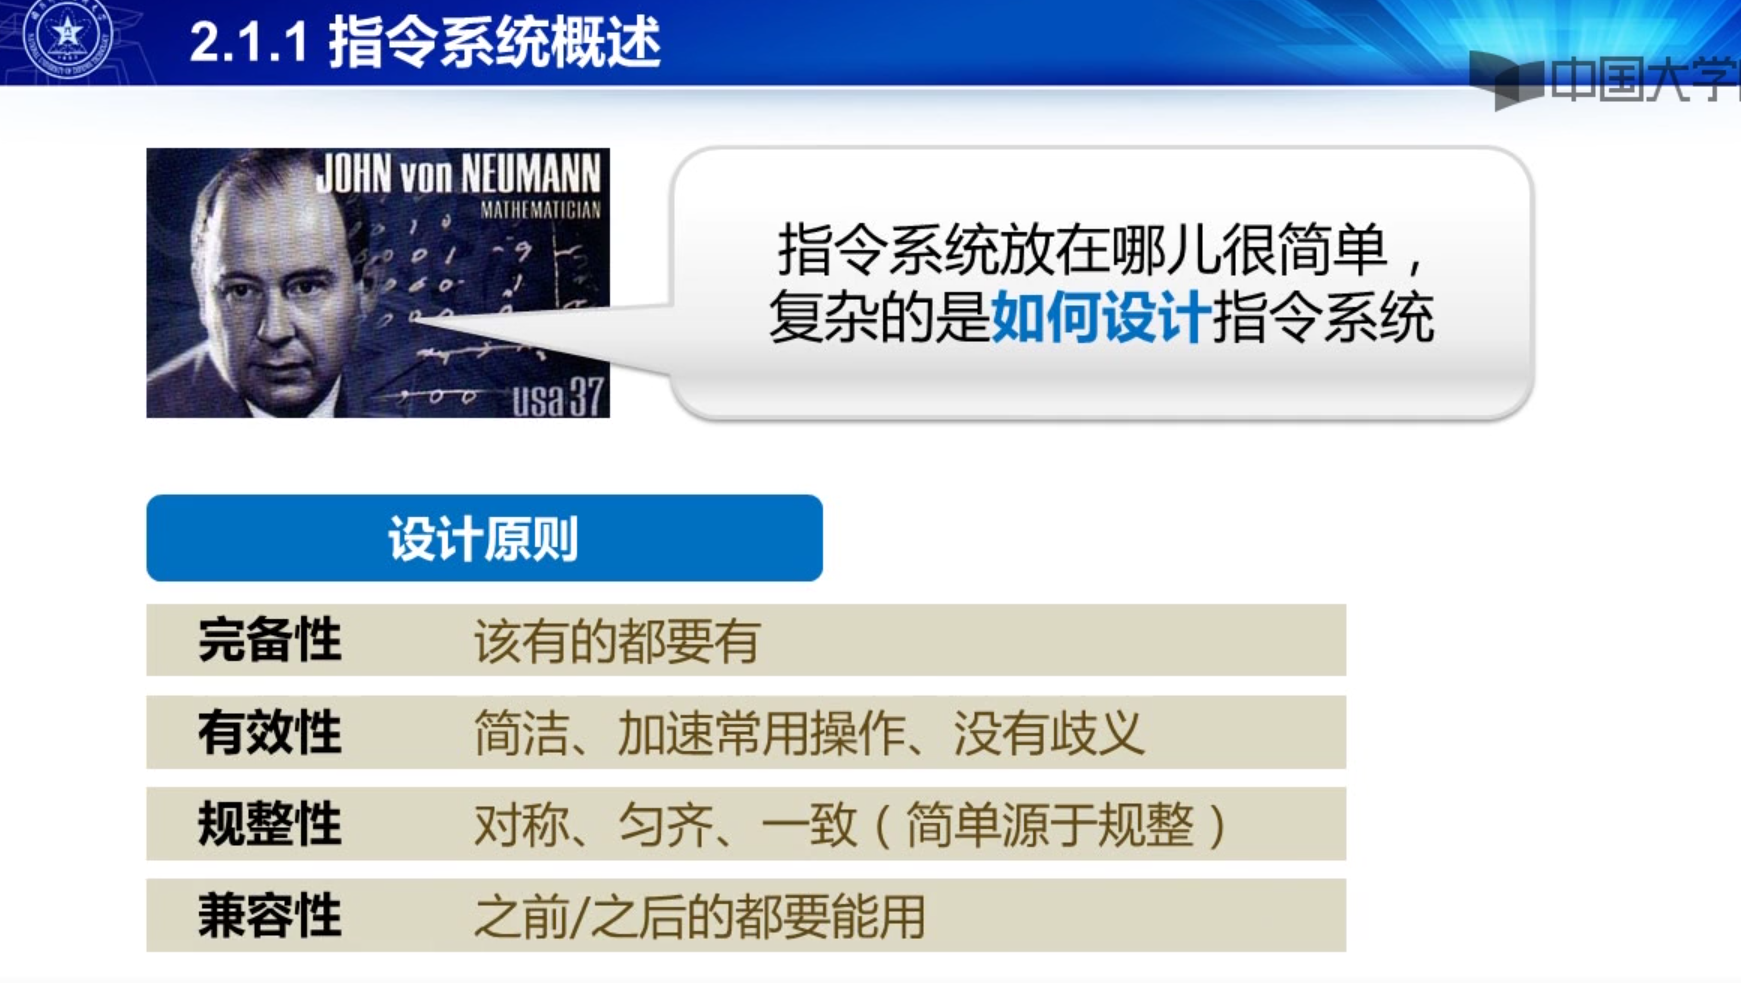 2.1.1 指令系统概述
中国大学
JOHN von NEUMANN
MATHEMATICIAN
usa 37
指令系统放在哪儿很简单，
复杂的是如何设计指令系统
设计原则
完备性 该有的都要有
有效性 简洁、加速常用操作、没有歧义
规整性 对称、匀齐、一致（简单源于规整）
兼容性 之前/之后的都要能用